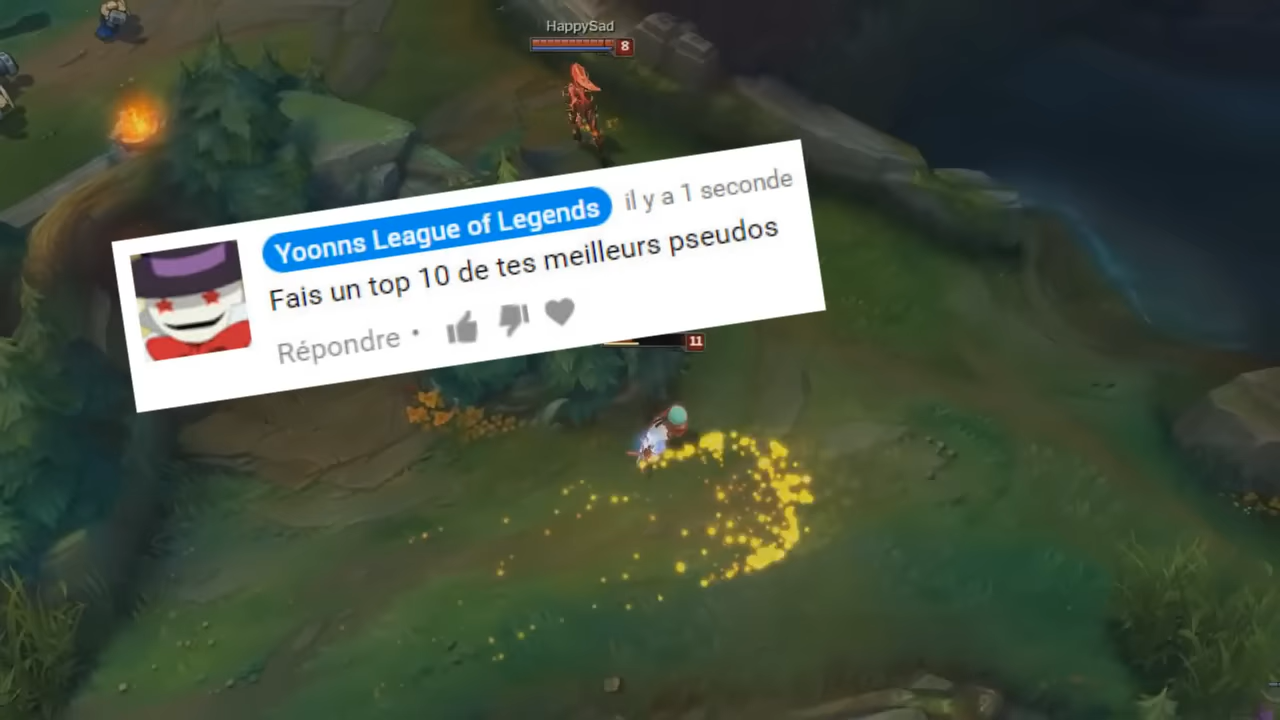 HappySad
8
Yoonns League of Legends il y a 1 seconde
Fais un top 10 de tes meilleurs pseudos
Répondre •
11